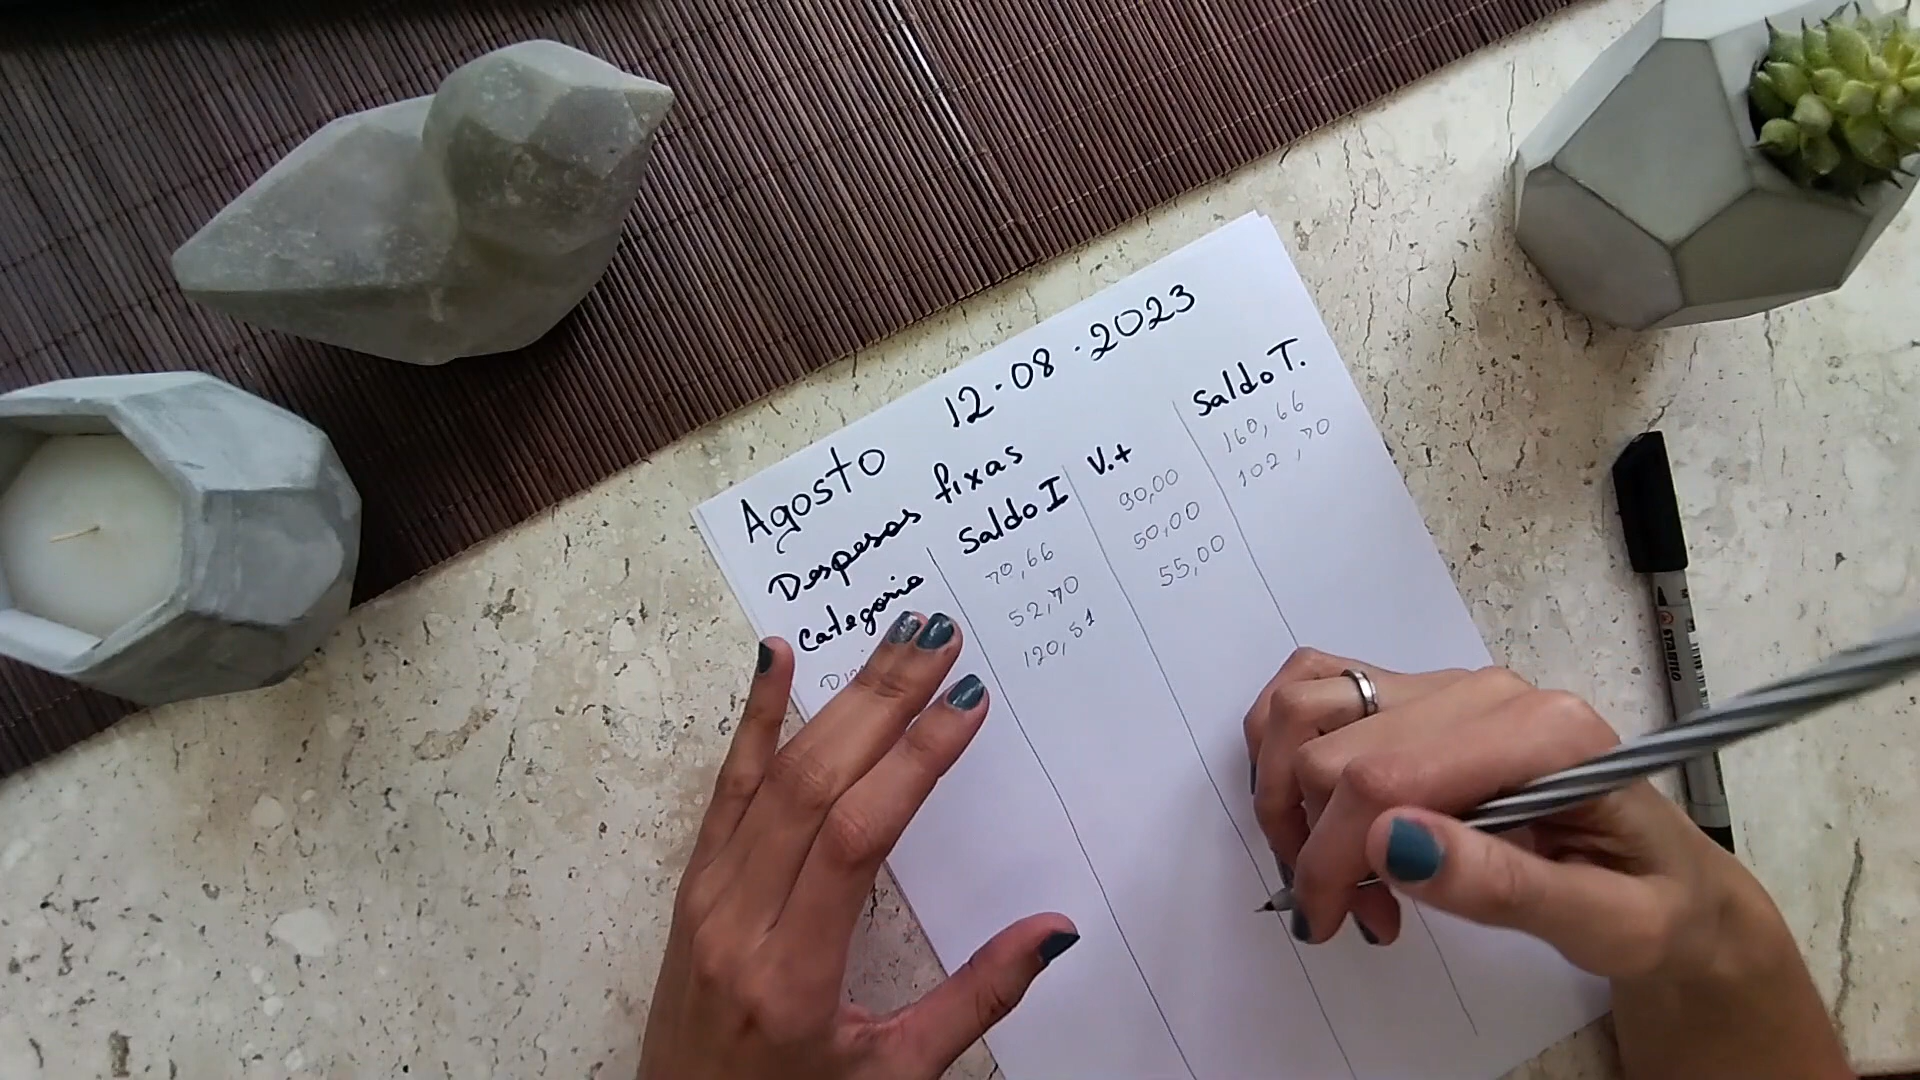 Agosto 12.08.2023
Despesas fixas
Categoria Saldo I V.+ Saldo T.
70,66 90,00 160,66
52,70 50,00 102,70
120,51 55,00
STABILO